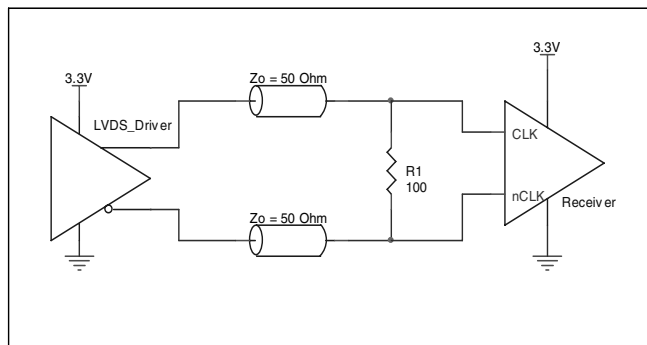 3.3V
LVDS_Driver
Zo = 50 Ohm
Zo = 50 Ohm
R1
100
3.3V
CLK
nCLK
Receiver